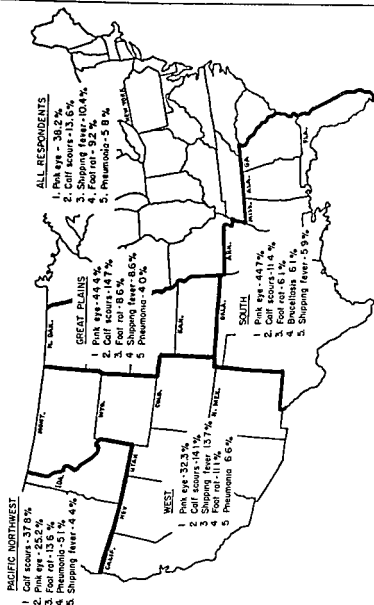 PACIFIC NORTHWEST
1 Calf scours-37.8%
2. Pink eye-25.2%
3. Foot rot-13.6%
4. Pneumonia-5.1%
5. Shipping fever-4.4%
WEST
1 Pink eye-32.3%
2 Calf scours-14.1%
3 Shipping fever 13.7%
4 Foot rot-11.1%
5 Pneumonia 6.6%
GREAT PLAINS
1 Pink eye-44.4%
2. Calf scours-14.7%
3. Foot rot-8.6%
4 Shipping fever-8.6%
5 Pneumonia-4.0%
SOUTH
1 Pink eye-44.7%
2. Calf scours-11.4%
3. Foot rot-6.1%
4. Brucellosis 6.1%
5. Shipping fever-5.9%
ALL RESPONDENTS
1. Pink eye-38.2%
2. Calf scours-13.6%
3. Shipping fever-10.4%
4. Foot rot-9.2%
5. Pneumonia-5.8%
MONT.
N. DAK.
IDA.
WYO.
NEV
UTAH
COLO.
KAN.
CALIF.
N. MEX.
OKLA.
ARK.
MISS.
ALA.
GA
FLA.
NEW YORK